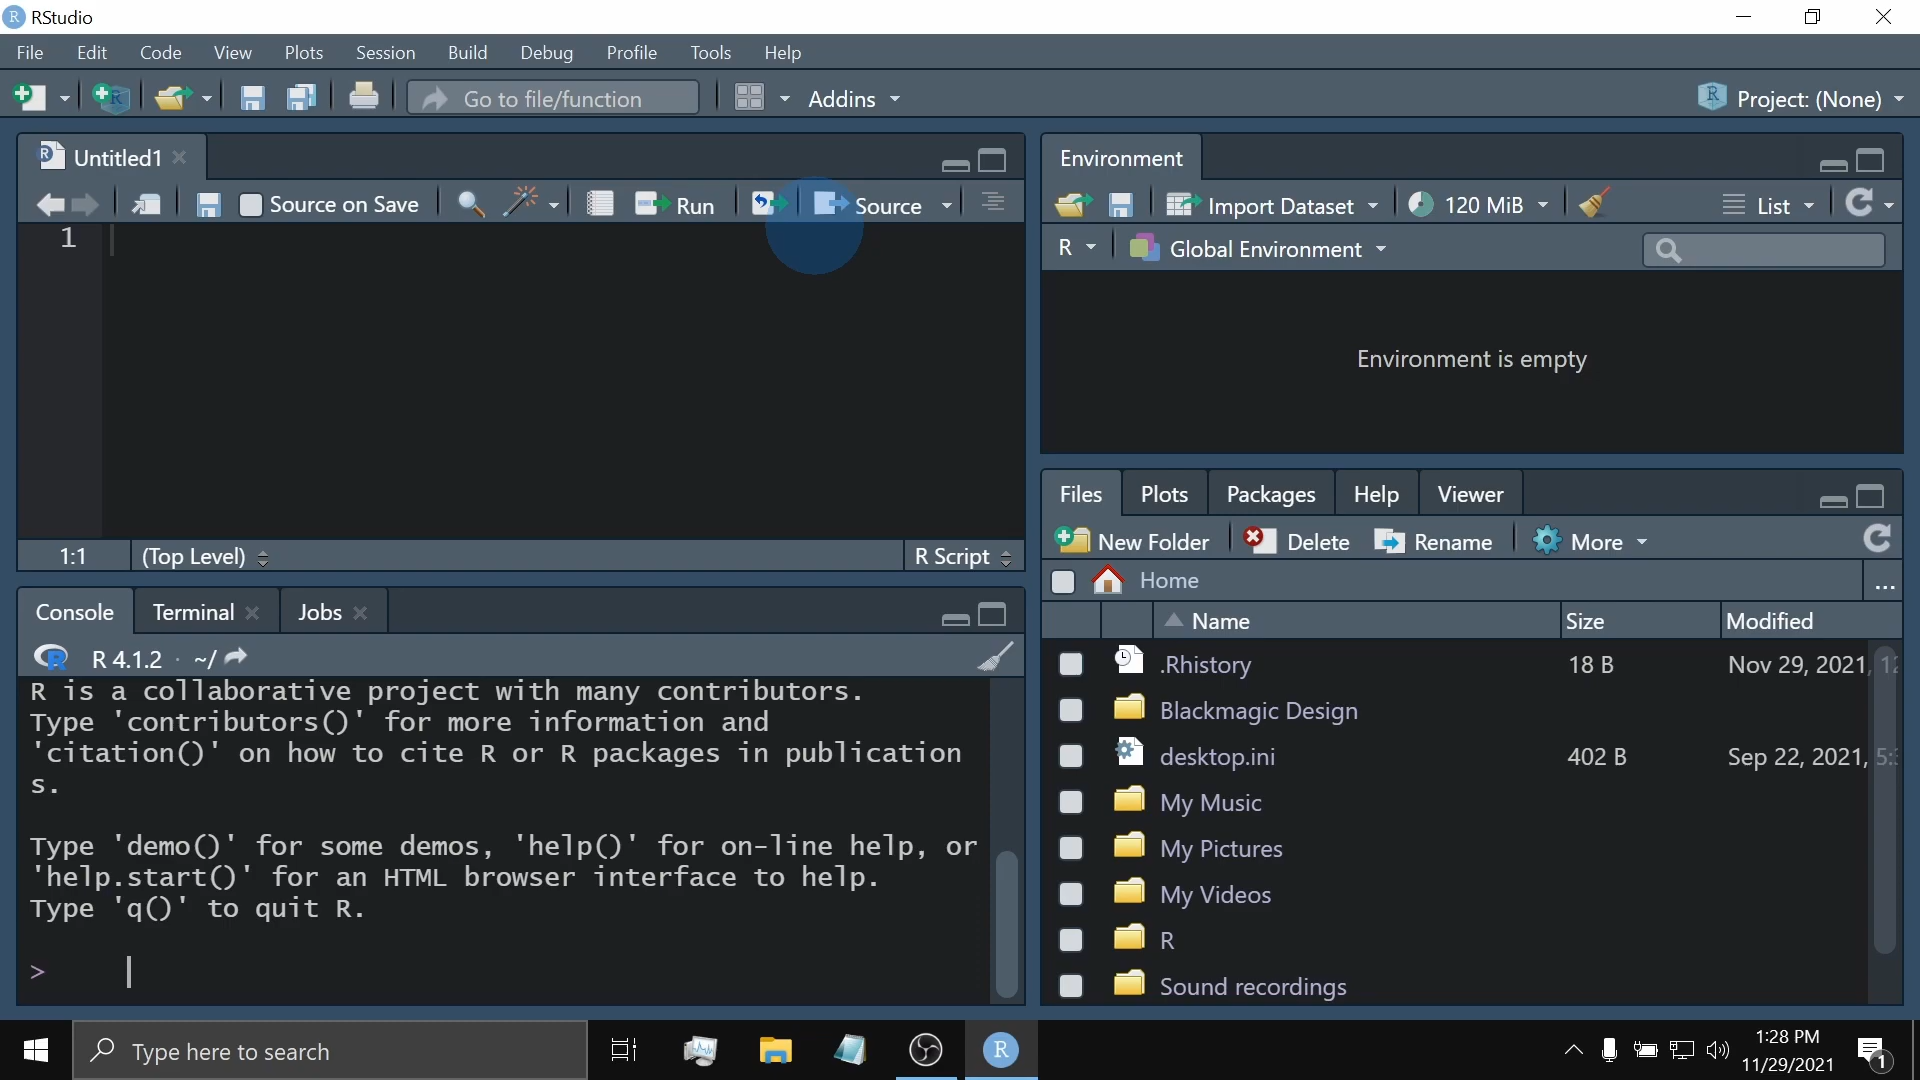 RStudio
File Edit Code View Plots Session Build Debug Profile Tools Help
Go to file/function Addins Project: (None)
Untitled1
Source on Save Run Source
1
1:1 (Top Level) R Script
Console Terminal Jobs
R 4.1.2 · ~/
R is a collaborative project with many contributors.
Type 'contributors()' for more information and
'citation()' on how to cite R or R packages in publication
s.
Type 'demo()' for some demos, 'help()' for on-line help, or
'help.start()' for an HTML browser interface to help.
Type 'q()' to quit R.
>
Environment
Import Dataset 120 MiB List
R Global Environment
Environment is empty
Files Plots Packages Help Viewer
New Folder Delete Rename More
Home ...
Name Size Modified
.Rhistory 18 B Nov 29, 2021,
Blackmagic Design
desktop.ini 402 B Sep 22, 2021,
My Music
My Pictures
My Videos
R
Sound recordings
Type here to search
1:28 PM
11/29/2021
1